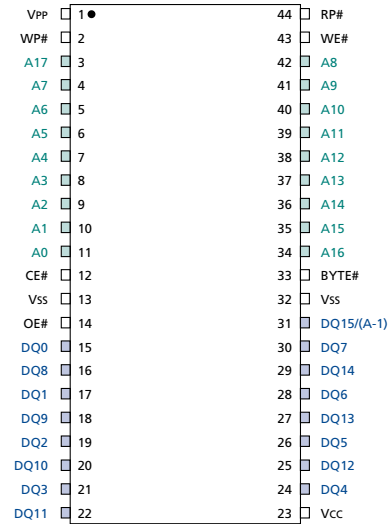 VPP 1 44 RP#
WP# 2 43 WE#
A17 3 42 A8
A7 4 41 A9
A6 5 40 A10
A5 6 39 A11
A4 7 38 A12
A3 8 37 A13
A2 9 36 A14
A1 10 35 A15
A0 11 34 A16
CE# 12 33 BYTE#
Vss 13 32 Vss
OE# 14 31 DQ15/(A-1)
DQ0 15 30 DQ7
DQ8 16 29 DQ14
DQ1 17 28 DQ6
DQ9 18 27 DQ13
DQ2 19 26 DQ5
DQ10 20 25 DQ12
DQ3 21 24 DQ4
DQ11 22 23 Vcc